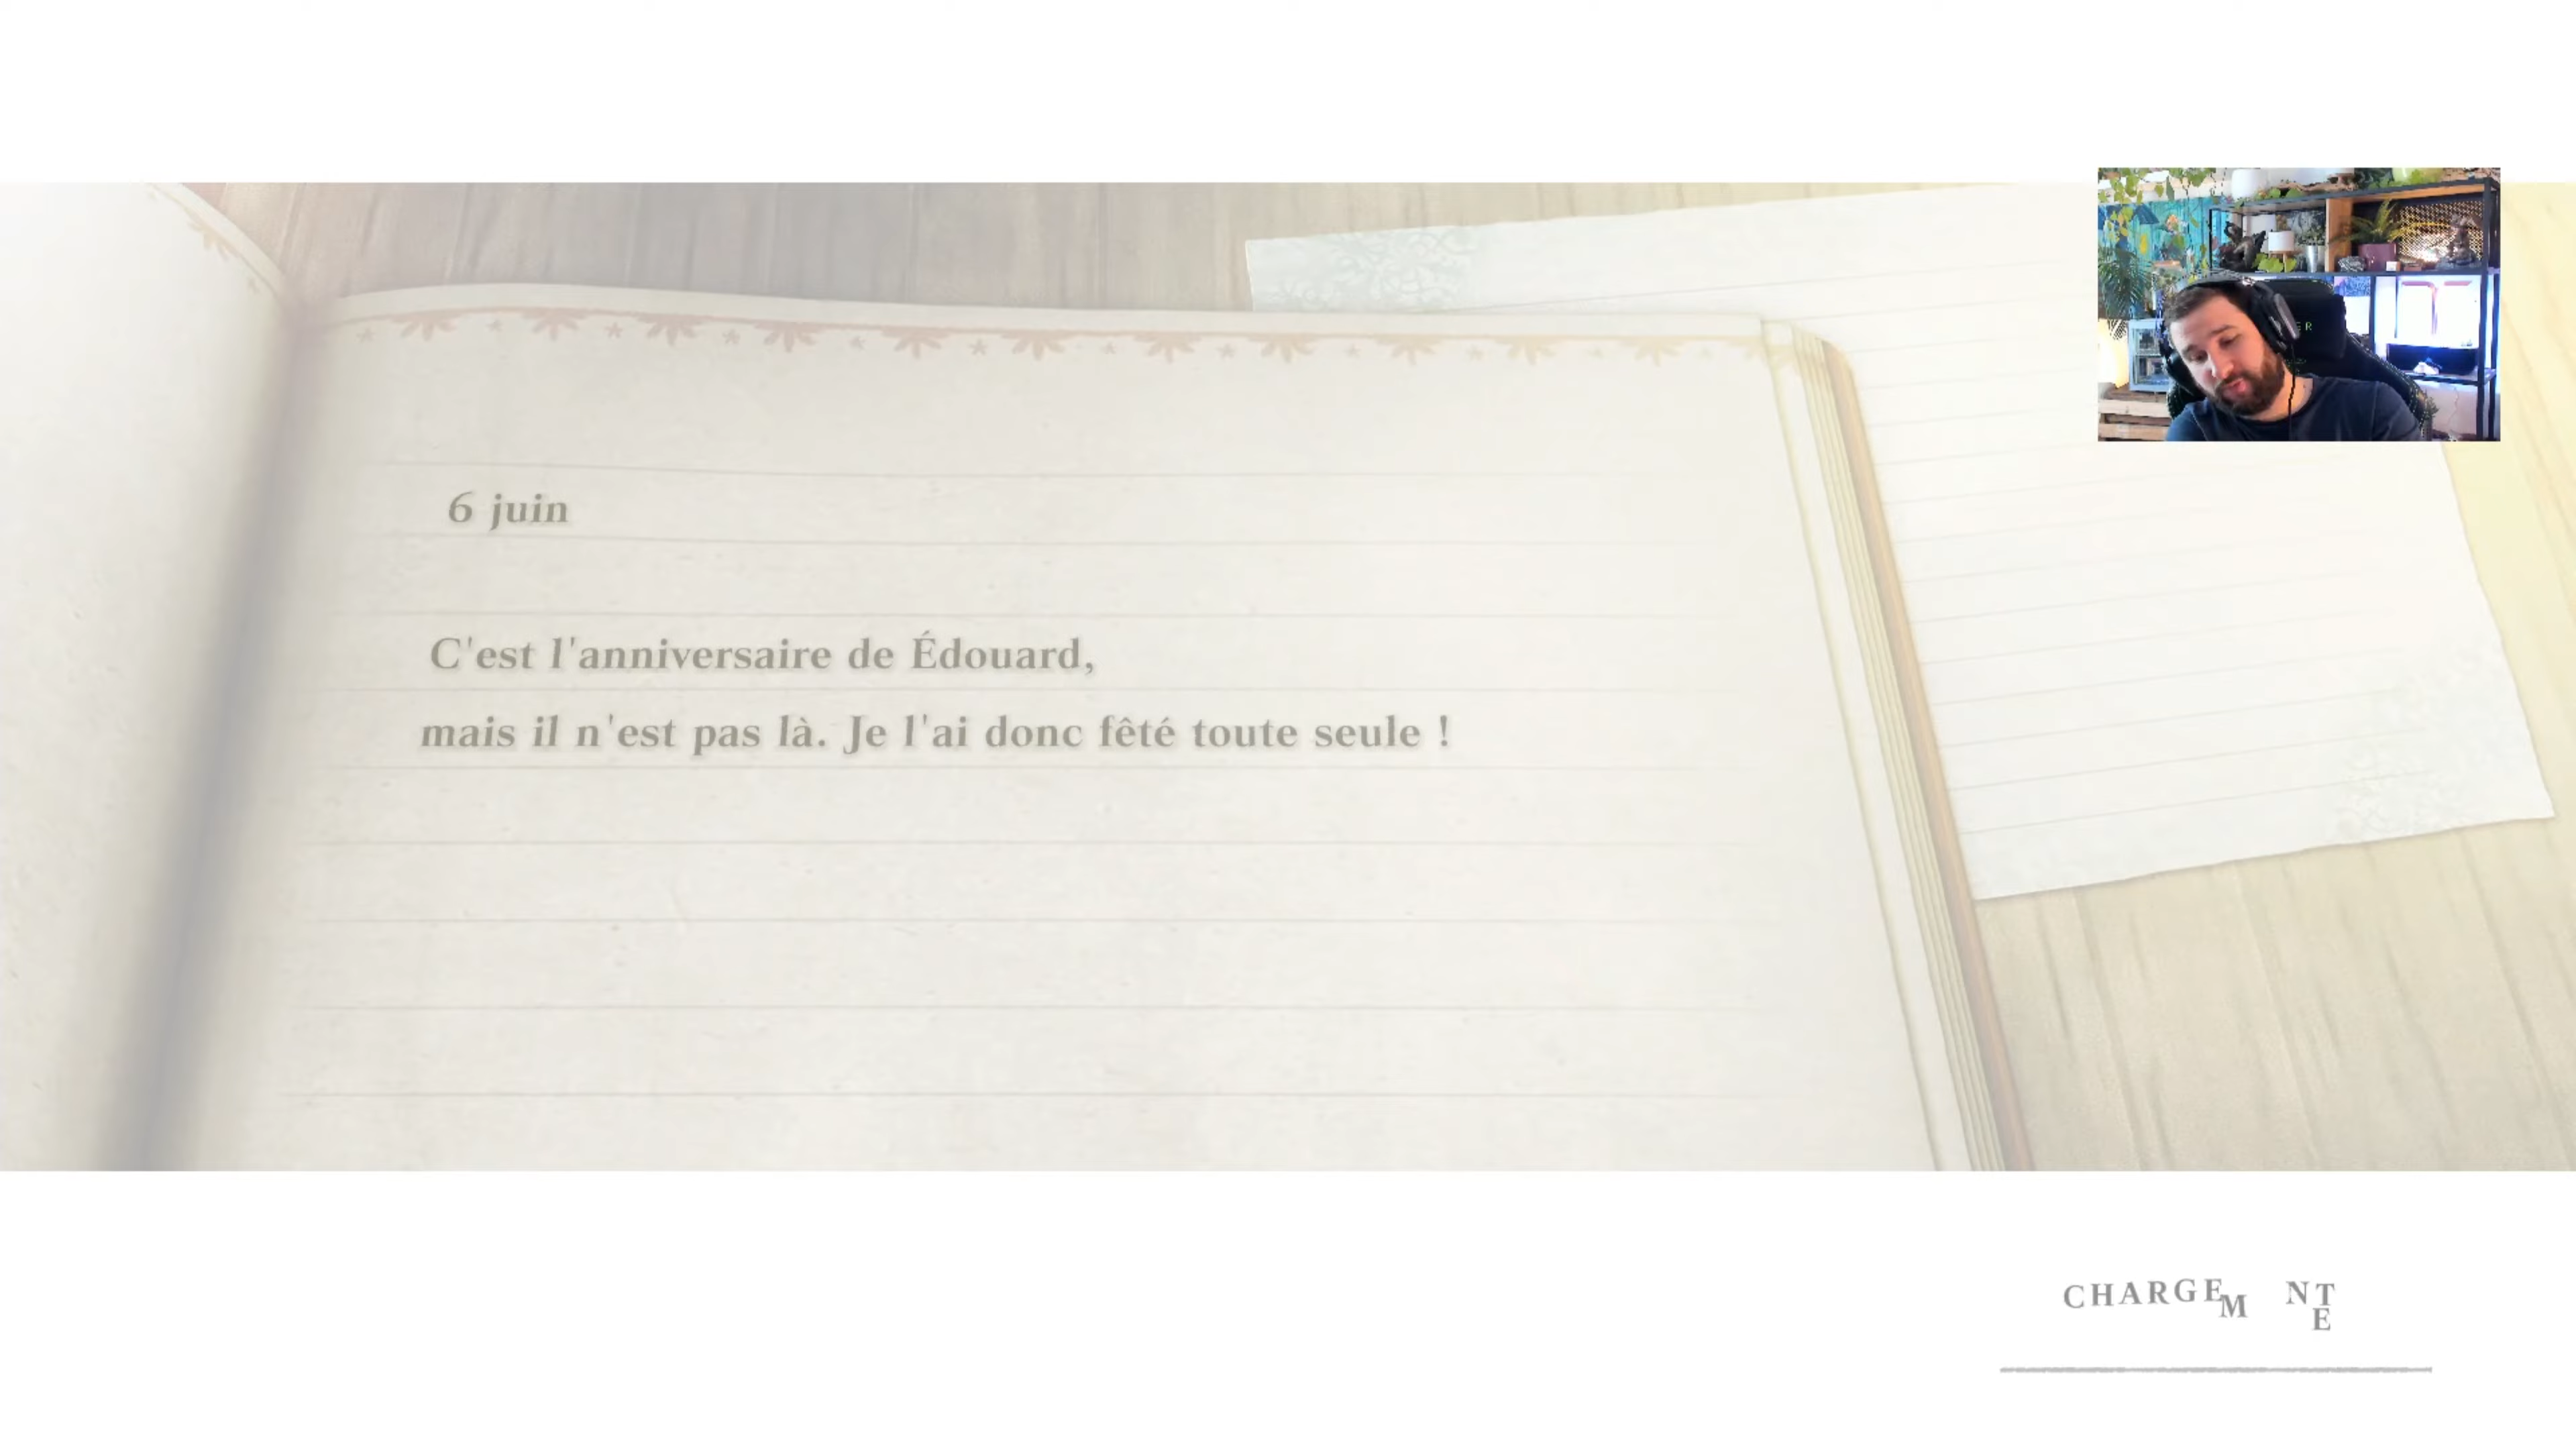 6 juin
C'est l'anniversaire de Édouard,
mais il n'est pas là. Je l'ai donc fêté toute seule !
CHARGEMENT